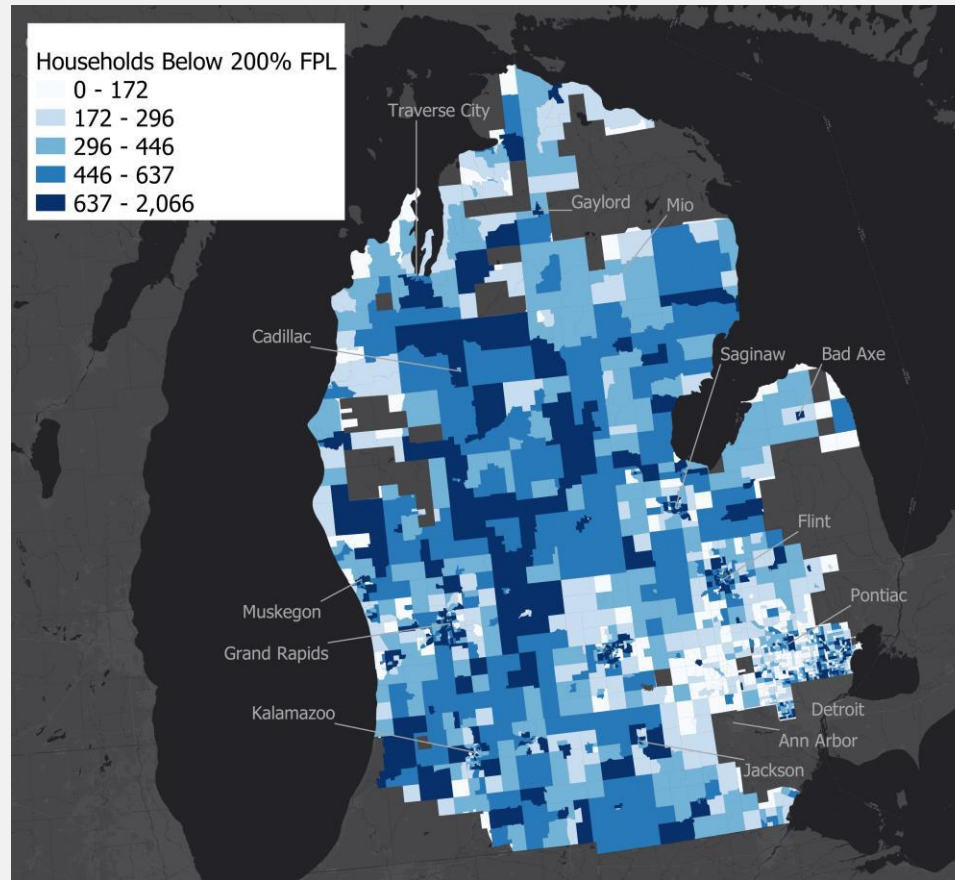 Households Below 200% FPL
0 - 172
172 - 296
296 - 446
446 - 637
637 - 2,066
Traverse City
Gaylord
Mio
Cadillac
Saginaw
Bad Axe
Flint
Muskegon
Pontiac
Grand Rapids
Kalamazoo
Detroit
Ann Arbor
Jackson